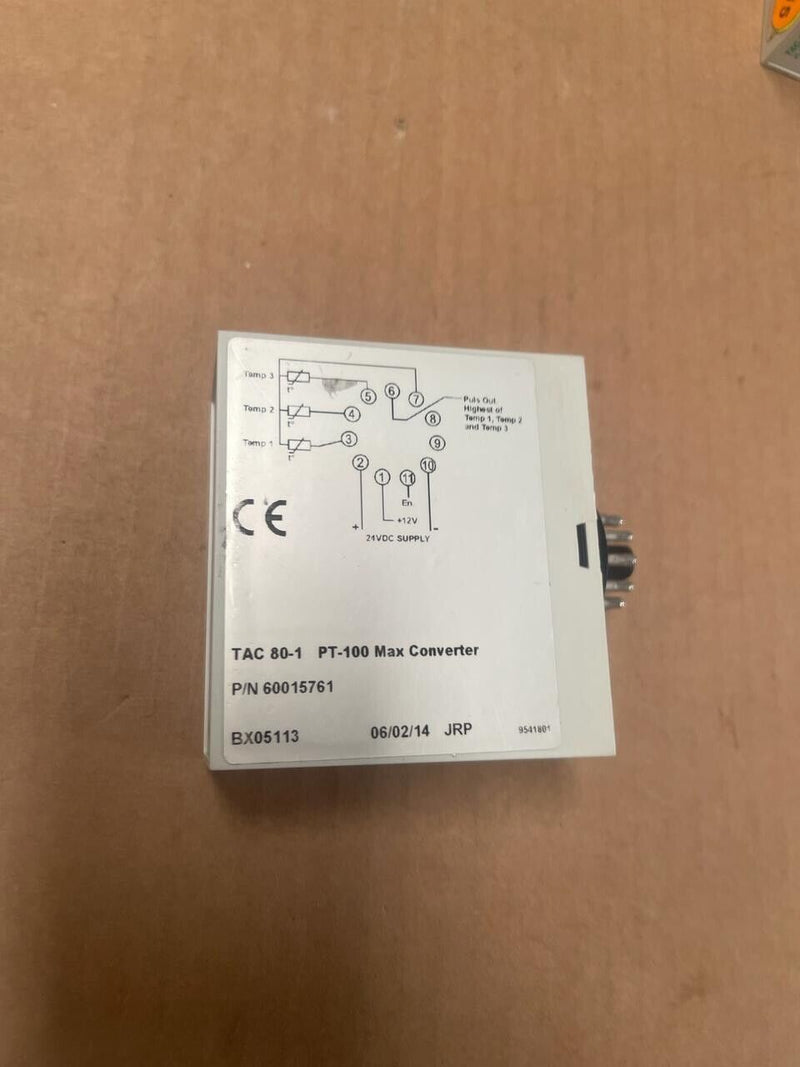 TAC
Temp 3
t°
5
6
7
Puls Out
Highest of
Temp 1, Temp 2
and Temp 3
Temp 2
t°
4
8
Temp 1
t°
3
9
2
1
11
10
En
+12V
+
-
24VDC SUPPLY
CE
TAC 80-1 PT-100 Max Converter
P/N 60015761
BX05113 06/02/14 JRP 9541801